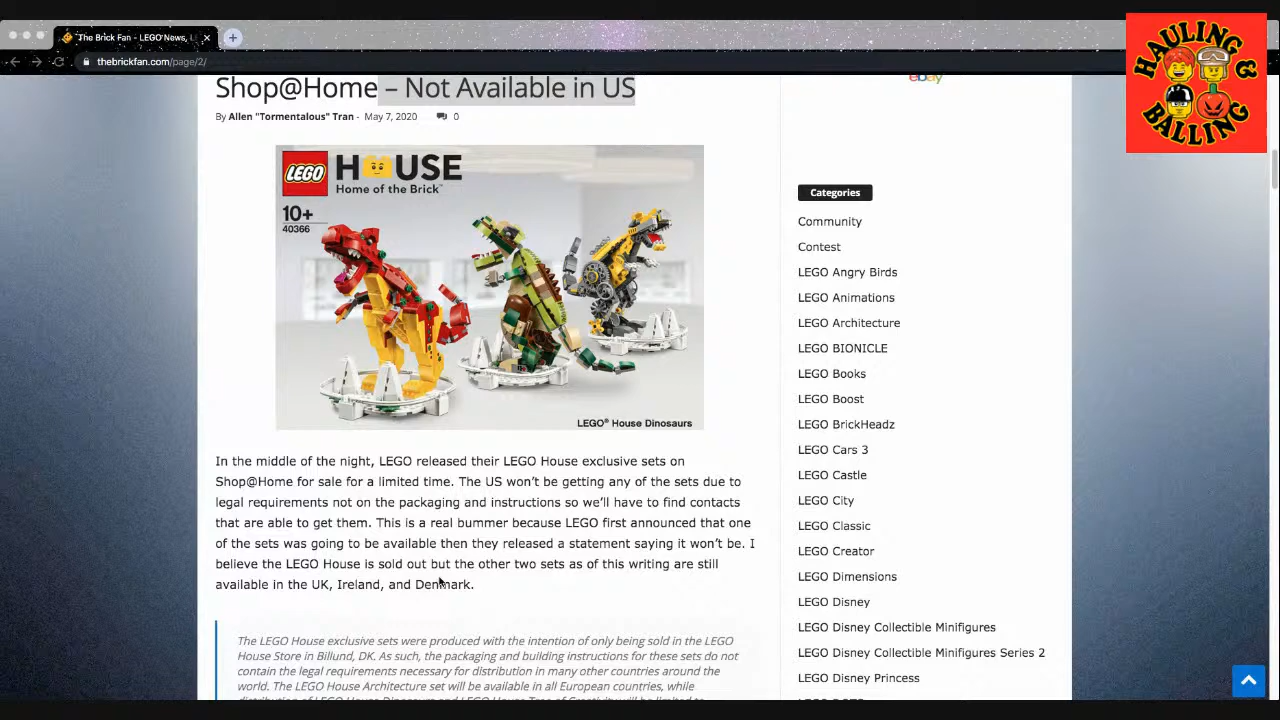 The Brick Fan - LEGO News, L
thebrickfan.com/page/2/
HAULING & BALLING
Shop@Home – Not Available in US
By Allen "Tormentalous" Tran - May 7, 2020 0
ebay
LEGO HOUSE
Home of the Brick™
10+
40366
LEGO® House Dinosaurs
In the middle of the night, LEGO released their LEGO House exclusive sets on
Shop@Home for sale for a limited time. The US won't be getting any of the sets due to
legal requirements not on the packaging and instructions so we'll have to find contacts
that are able to get them. This is a real bummer because LEGO first announced that one
of the sets was going to be available then they released a statement saying it won't be. I
believe the LEGO House is sold out but the other two sets as of this writing are still
available in the UK, Ireland, and Denmark.
The LEGO House exclusive sets were produced with the intention of only being sold in the LEGO
House Store in Billund, DK. As such, the packaging and building instructions for these sets do not
contain the legal requirements necessary for distribution in many other countries around the
world. The LEGO House Architecture set will be available in all European countries, while
Categories
Community
Contest
LEGO Angry Birds
LEGO Animations
LEGO Architecture
LEGO BIONICLE
LEGO Books
LEGO Boost
LEGO BrickHeadz
LEGO Cars 3
LEGO Castle
LEGO City
LEGO Classic
LEGO Creator
LEGO Dimensions
LEGO Disney
LEGO Disney Collectible Minifigures
LEGO Disney Collectible Minifigures Series 2
LEGO Disney Princess